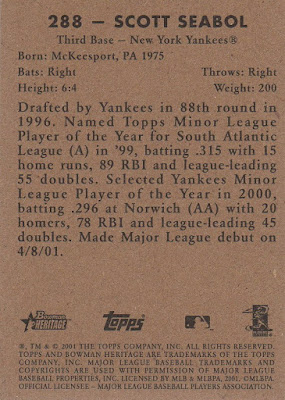 288 – SCOTT SEABOL
Third Base – New York Yankees®
Born: McKeesport, PA 1975
Bats: Right Throws: Right
Height: 6:4 Weight: 200
Drafted by Yankees in 88th round in
1996. Named Topps Minor League
Player of the Year for South Atlantic
League (A) in '99, batting .315 with 15
home runs, 89 RBI and league-leading
55 doubles. Selected Yankees Minor
League Player of the Year in 2000,
batting .296 at Norwich (AA) with 20
homers, 78 RBI and league-leading 45
doubles. Made Major League debut on
4/8/01.
Bowman
HERITAGE
Topps
®, TM & © 2001 THE TOPPS COMPANY, INC. ALL RIGHTS RESERVED.
TOPPS AND BOWMAN HERITAGE ARE TRADEMARKS OF THE TOPPS
COMPANY, INC. MAJOR LEAGUE BASEBALL TRADEMARKS AND
COPYRIGHTS ARE USED WITH PERMISSION OF MAJOR LEAGUE
BASEBALL PROPERTIES, INC. LICENSED BY MLB & MLBPA, 2001. ©MLBPA
OFFICIAL LICENSEE – MAJOR LEAGUE BASEBALL PLAYERS ASSOCIATION.